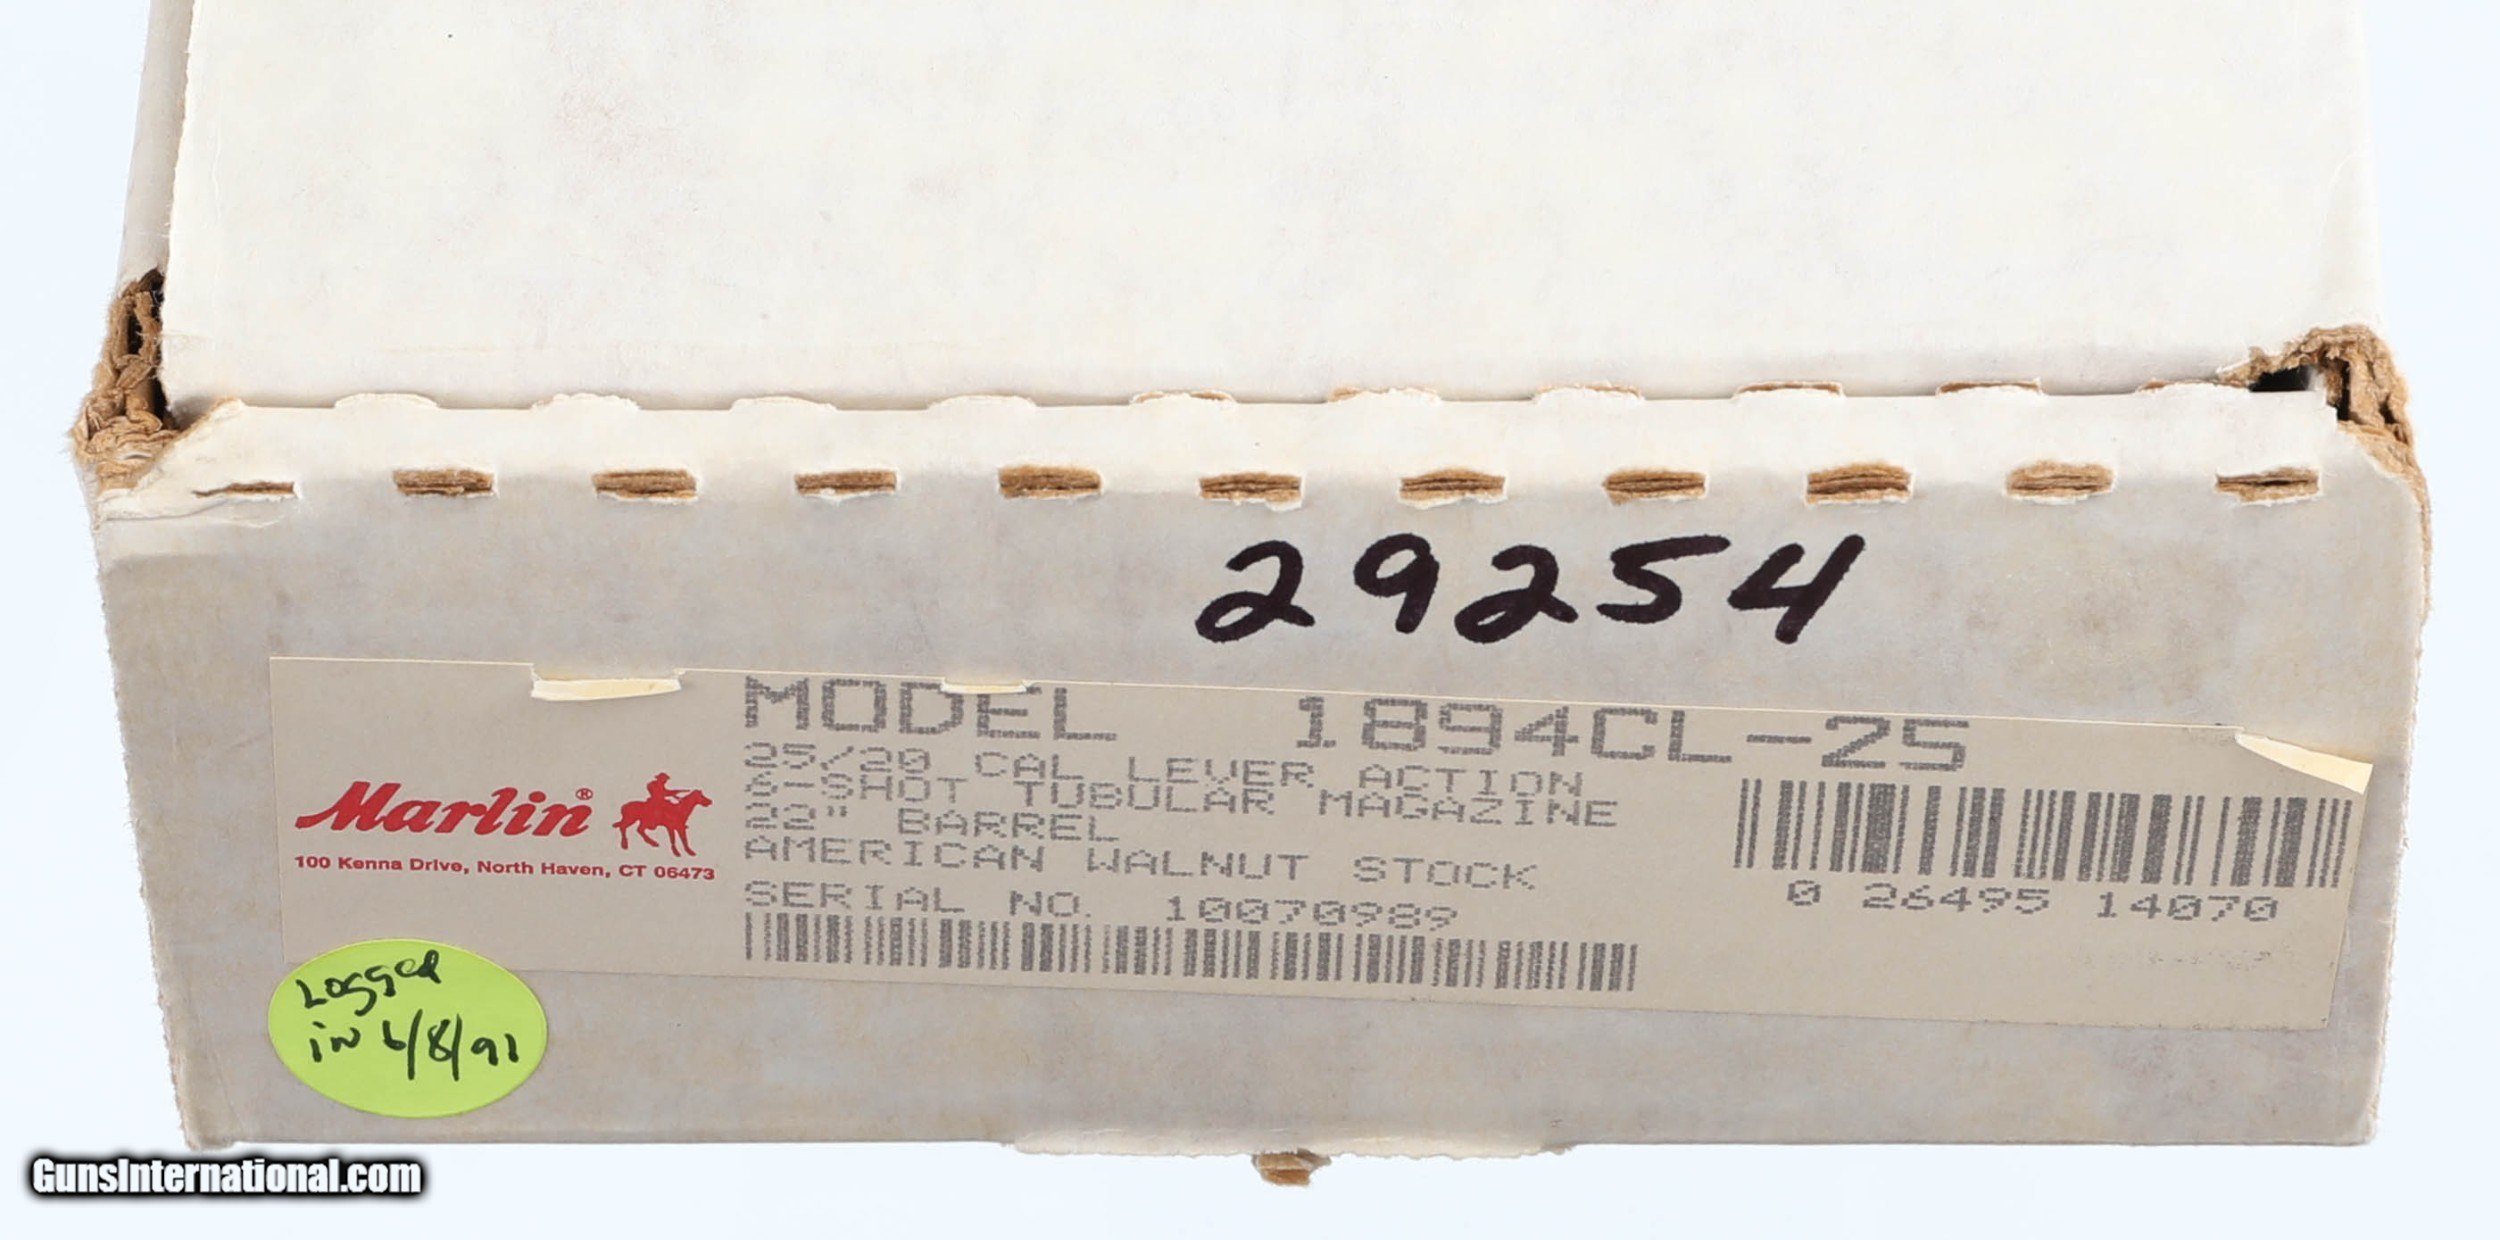 29254
MODEL 1894CL-25
25/20 CAL LEVER ACTION
6-SHOT TUBULAR MAGAZINE
22" BARREL
AMERICAN WALNUT STOCK
SERIAL NO. 10070989
Marlin®
100 Kenna Drive, North Haven, CT 06473
0 26495 14070
Logged
in 6/8/91
GunsInternational.com